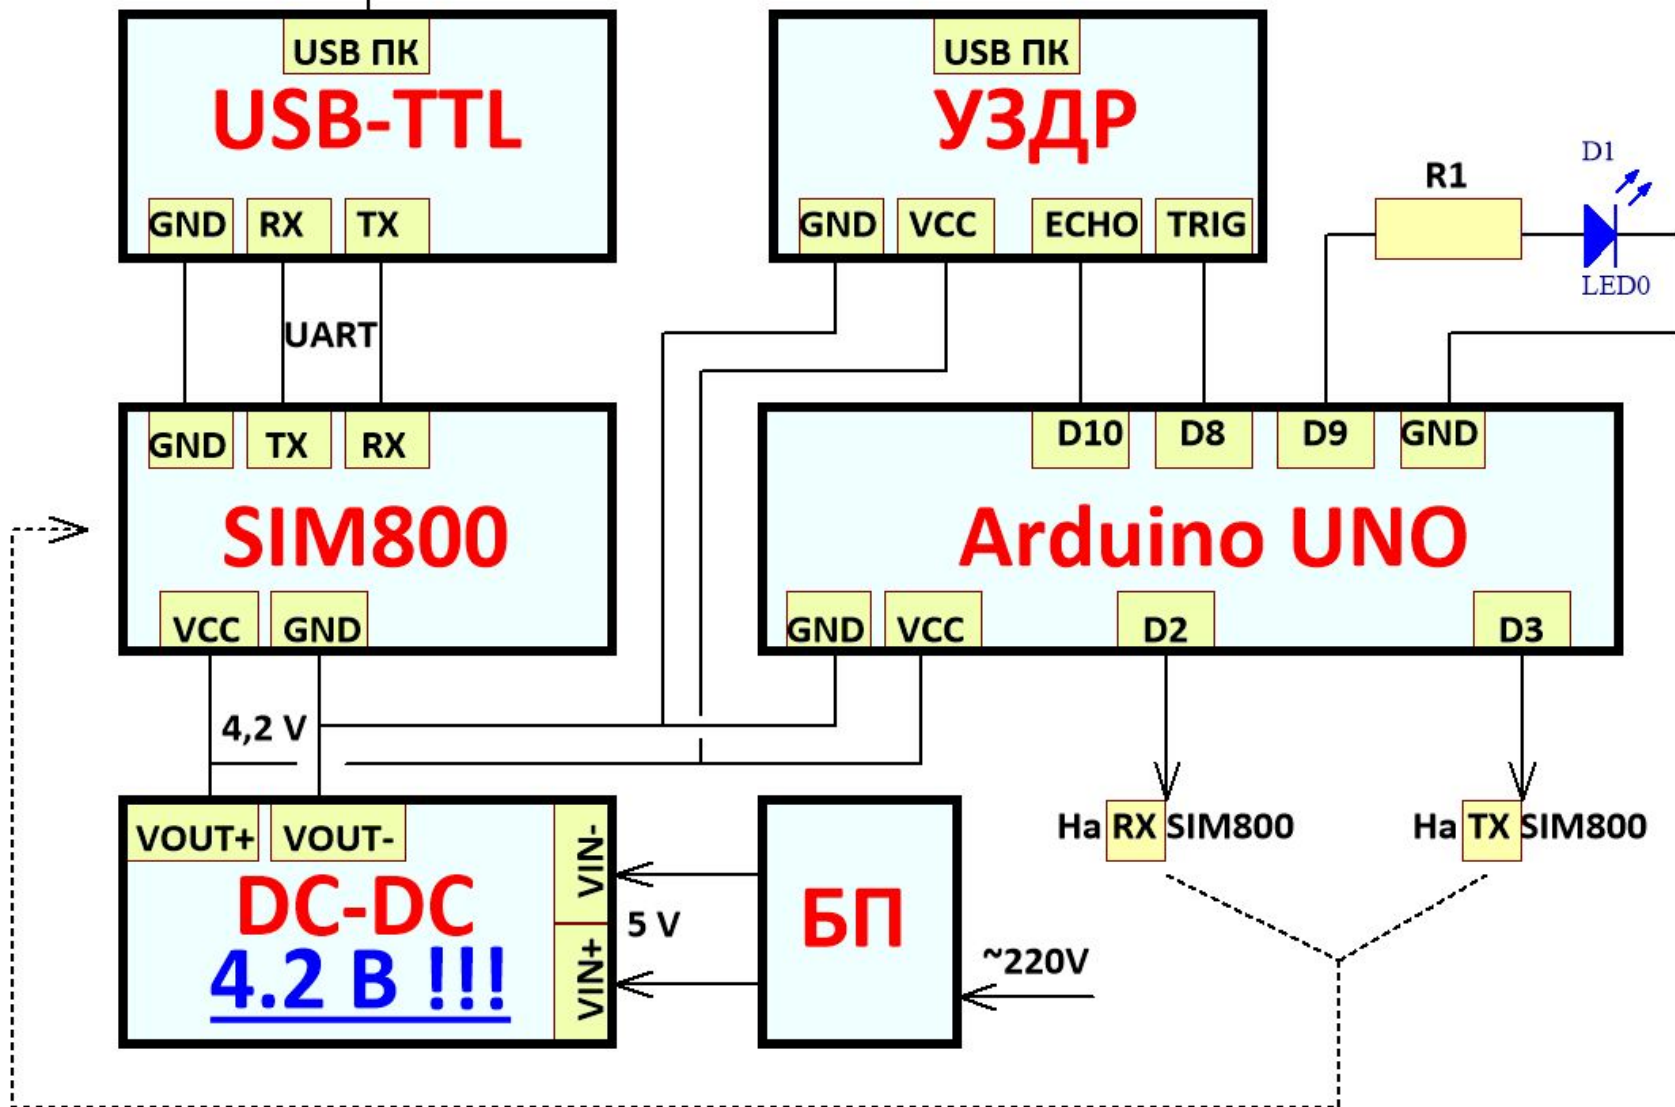 USB ПК
USB-TTL
GND RX TX
UART
GND TX RX
SIM800
VCC GND
4,2 V
VOUT+ VOUT-
DC-DC
4.2 В !!!
VIN-
VIN+
5 V
БП
~220V
USB ПК
УЗДР
GND VCC ECHO TRIG
R1
D1
LED0
D10 D8 D9 GND
Arduino UNO
GND VCC D2 D3
На RX SIM800
На TX SIM800